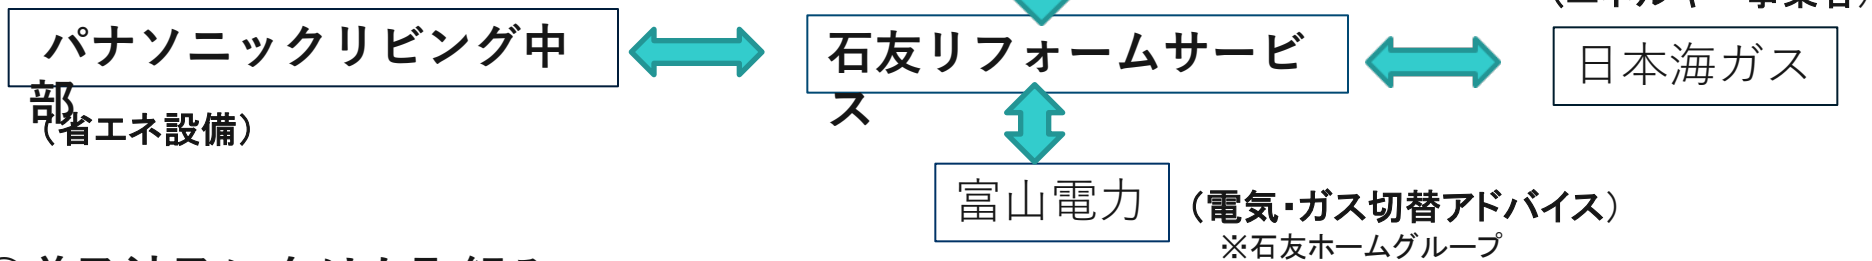 パナソニックリビング中
部
(省エネ設備)
石友リフォームサービ
ス
日本海ガス
富山電力
(電気・ガス切替アドバイス)
※石友ホームグループ